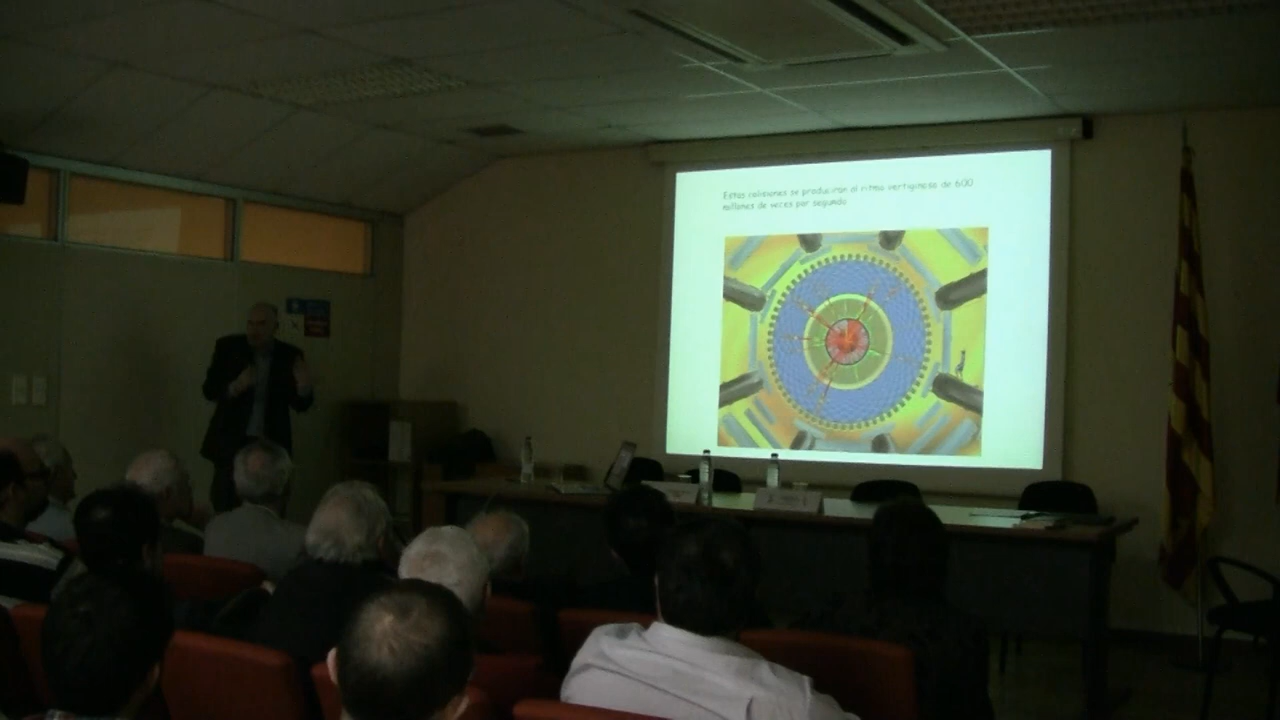 Estas colisiones se producirán al ritmo vertiginoso de 600
millones de veces por segundo